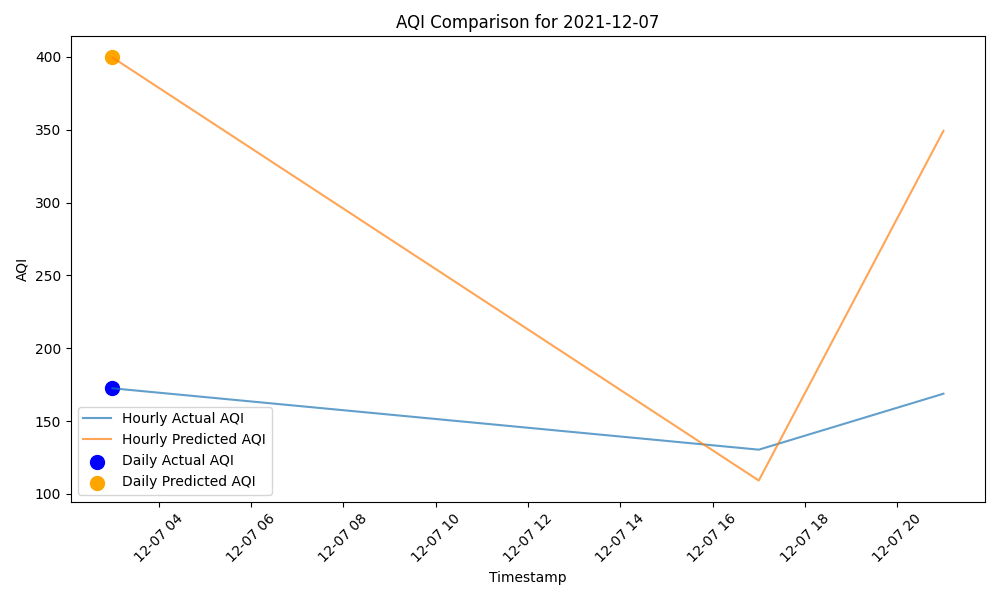 AQI Comparison for 2021-12-07
AQI
400
350
300
250
200
150
100
Hourly Actual AQI
Hourly Predicted AQI
Daily Actual AQI
Daily Predicted AQI
12-07 04
12-07 06
12-07 08
12-07 10
12-07 12
12-07 14
12-07 16
12-07 18
12-07 20
Timestamp